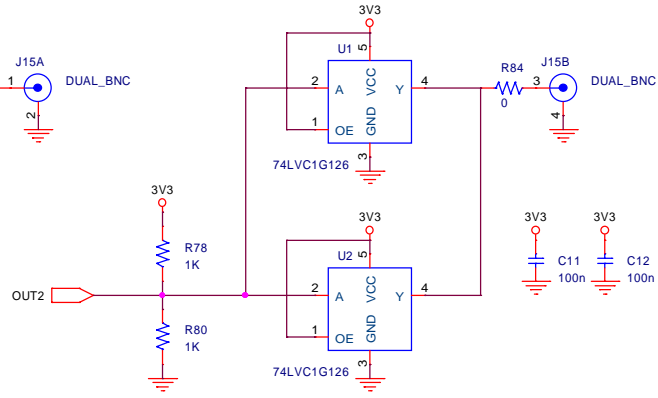 3V3
U1
5
J15A
1
DUAL_BNC
2
2
A
VCC
Y
4
1
OE
GND
3
74LVC1G126
R84
0
J15B
3
DUAL_BNC
4
3V3
R78
1K
OUT2
R80
1K
3V3
U2
5
2
A
VCC
Y
4
1
OE
GND
3
74LVC1G126
3V3
3V3
C11
100n
C12
100n